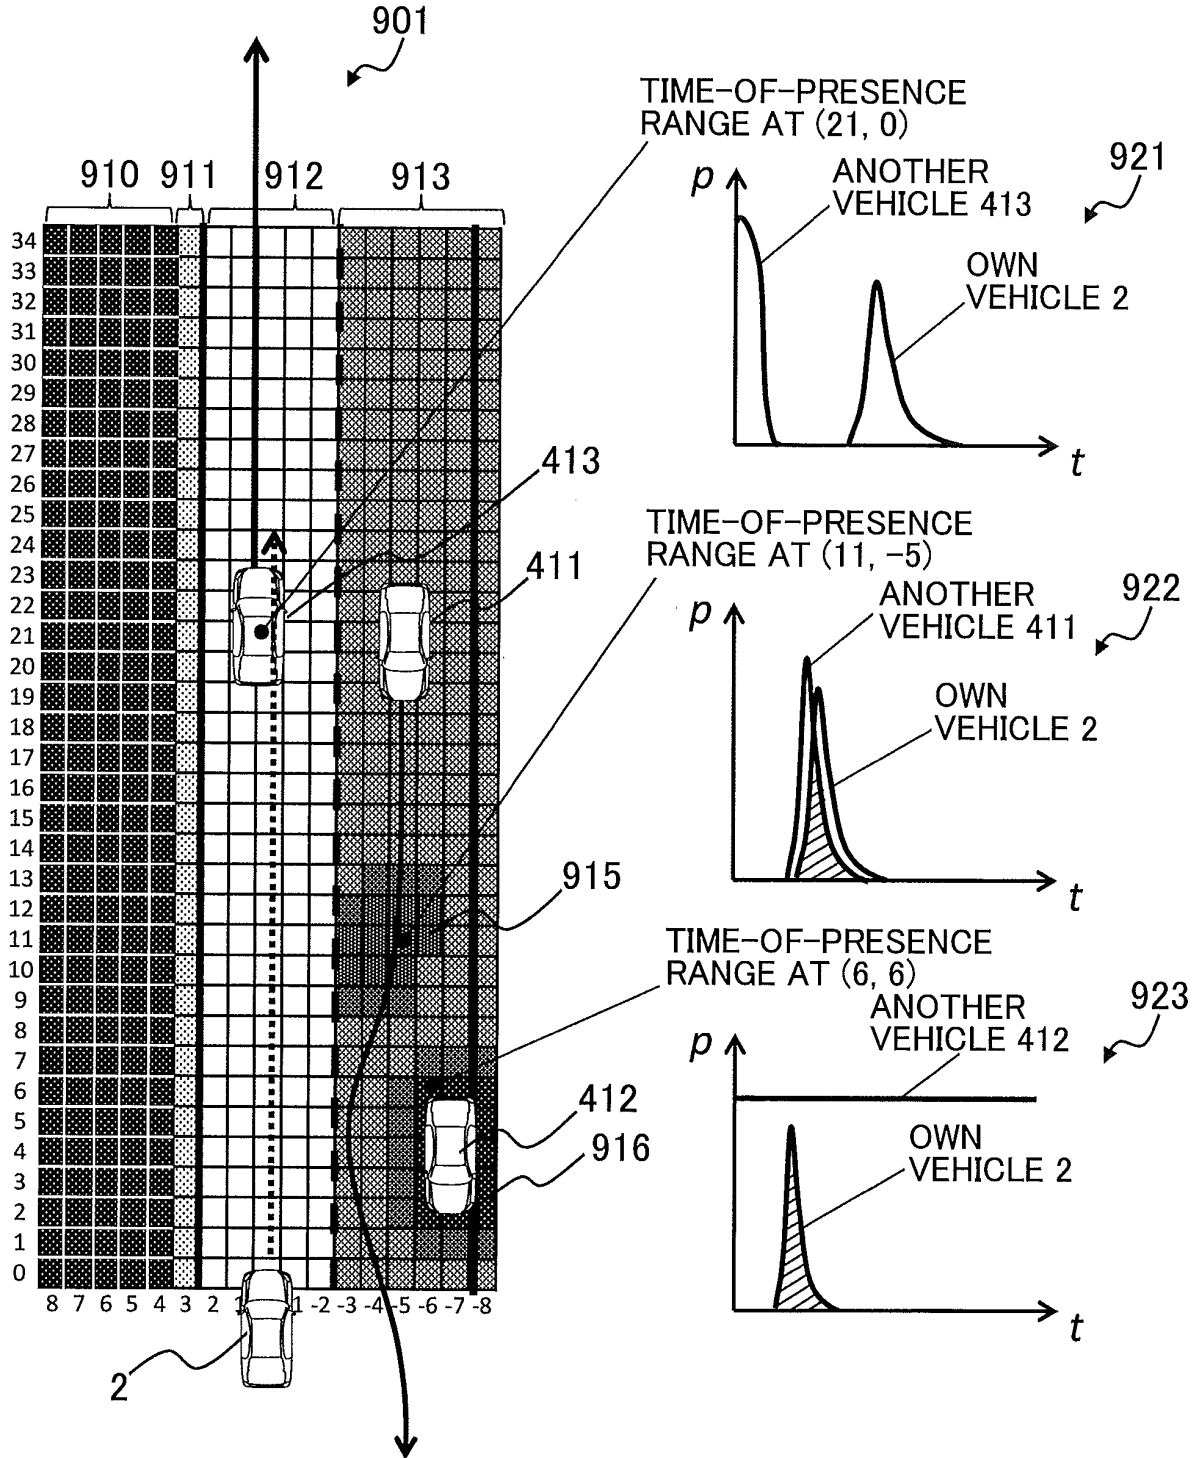 901
TIME-OF-PRESENCE
RANGE AT (21, 0)
921
p
ANOTHER
VEHICLE 413
OWN
VEHICLE 2
t
910
911
912
913
34
33
32
31
30
29
28
27
26
25
24
23
22
21
20
19
18
17
16
15
14
13
12
11
10
9
8
7
6
5
4
3
2
1
0
8 7 6 5 4 3 2 1 -1 -2 -3 -4 -5 -6 -7 -8
413
411
TIME-OF-PRESENCE
RANGE AT (11, -5)
922
p
ANOTHER
VEHICLE 411
OWN
VEHICLE 2
t
915
TIME-OF-PRESENCE
RANGE AT (6, 6)
923
p
ANOTHER
VEHICLE 412
OWN
VEHICLE 2
t
412
916
2